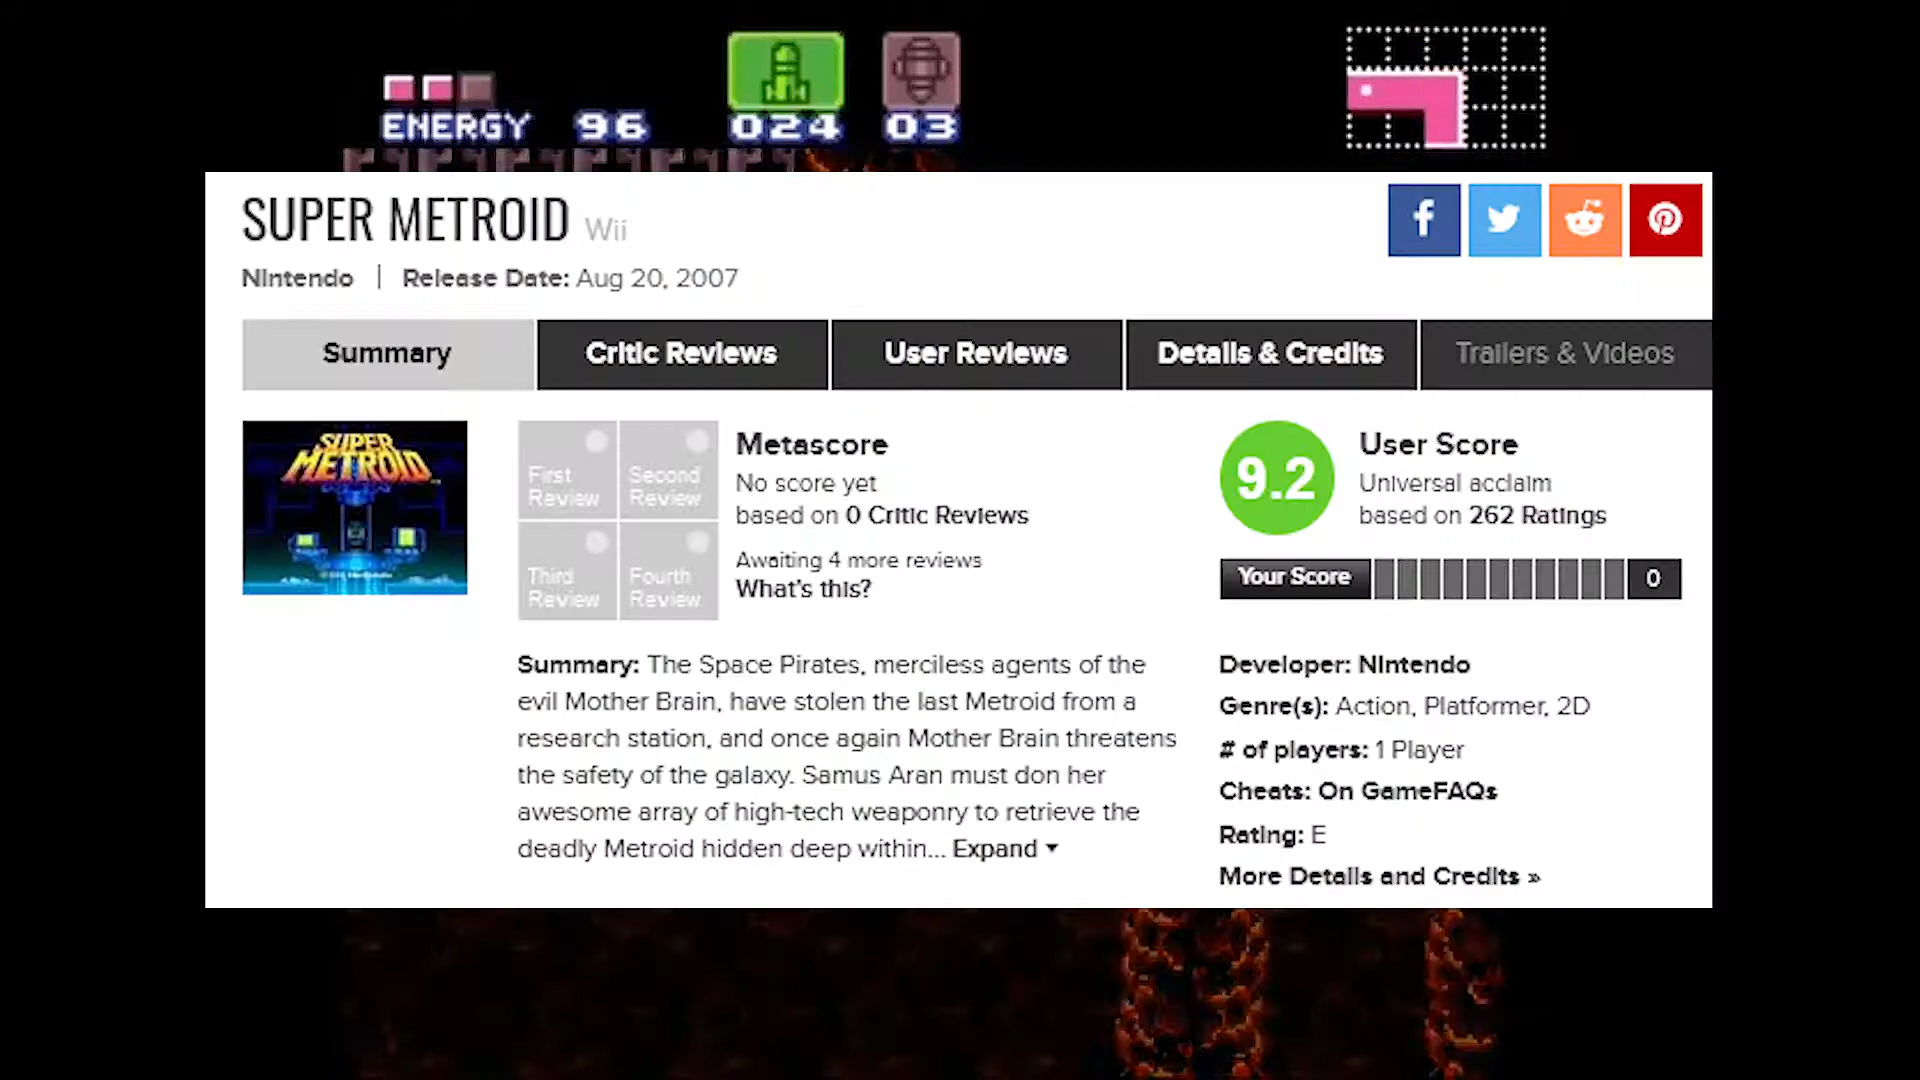 ENERGY 96 024 03
SUPER METROID Wii
Nintendo | Release Date: Aug 20, 2007
Summary Critic Reviews User Reviews Details & Credits Trailers & Videos
SUPER
METROID
First
Review
Second
Review
Third
Review
Fourth
Review
Metascore
No score yet
based on 0 Critic Reviews
Awaiting 4 more reviews
What's this?
9.2
User Score
Universal acclaim
based on 262 Ratings
Your Score 0
Summary: The Space Pirates, merciless agents of the
evil Mother Brain, have stolen the last Metroid from a
research station, and once again Mother Brain threatens
the safety of the galaxy. Samus Aran must don her
awesome array of high-tech weaponry to retrieve the
deadly Metroid hidden deep within... Expand
Developer: Nintendo
Genre(s): Action, Platformer, 2D
# of players: 1 Player
Cheats: On GameFAQs
Rating: E
More Details and Credits »